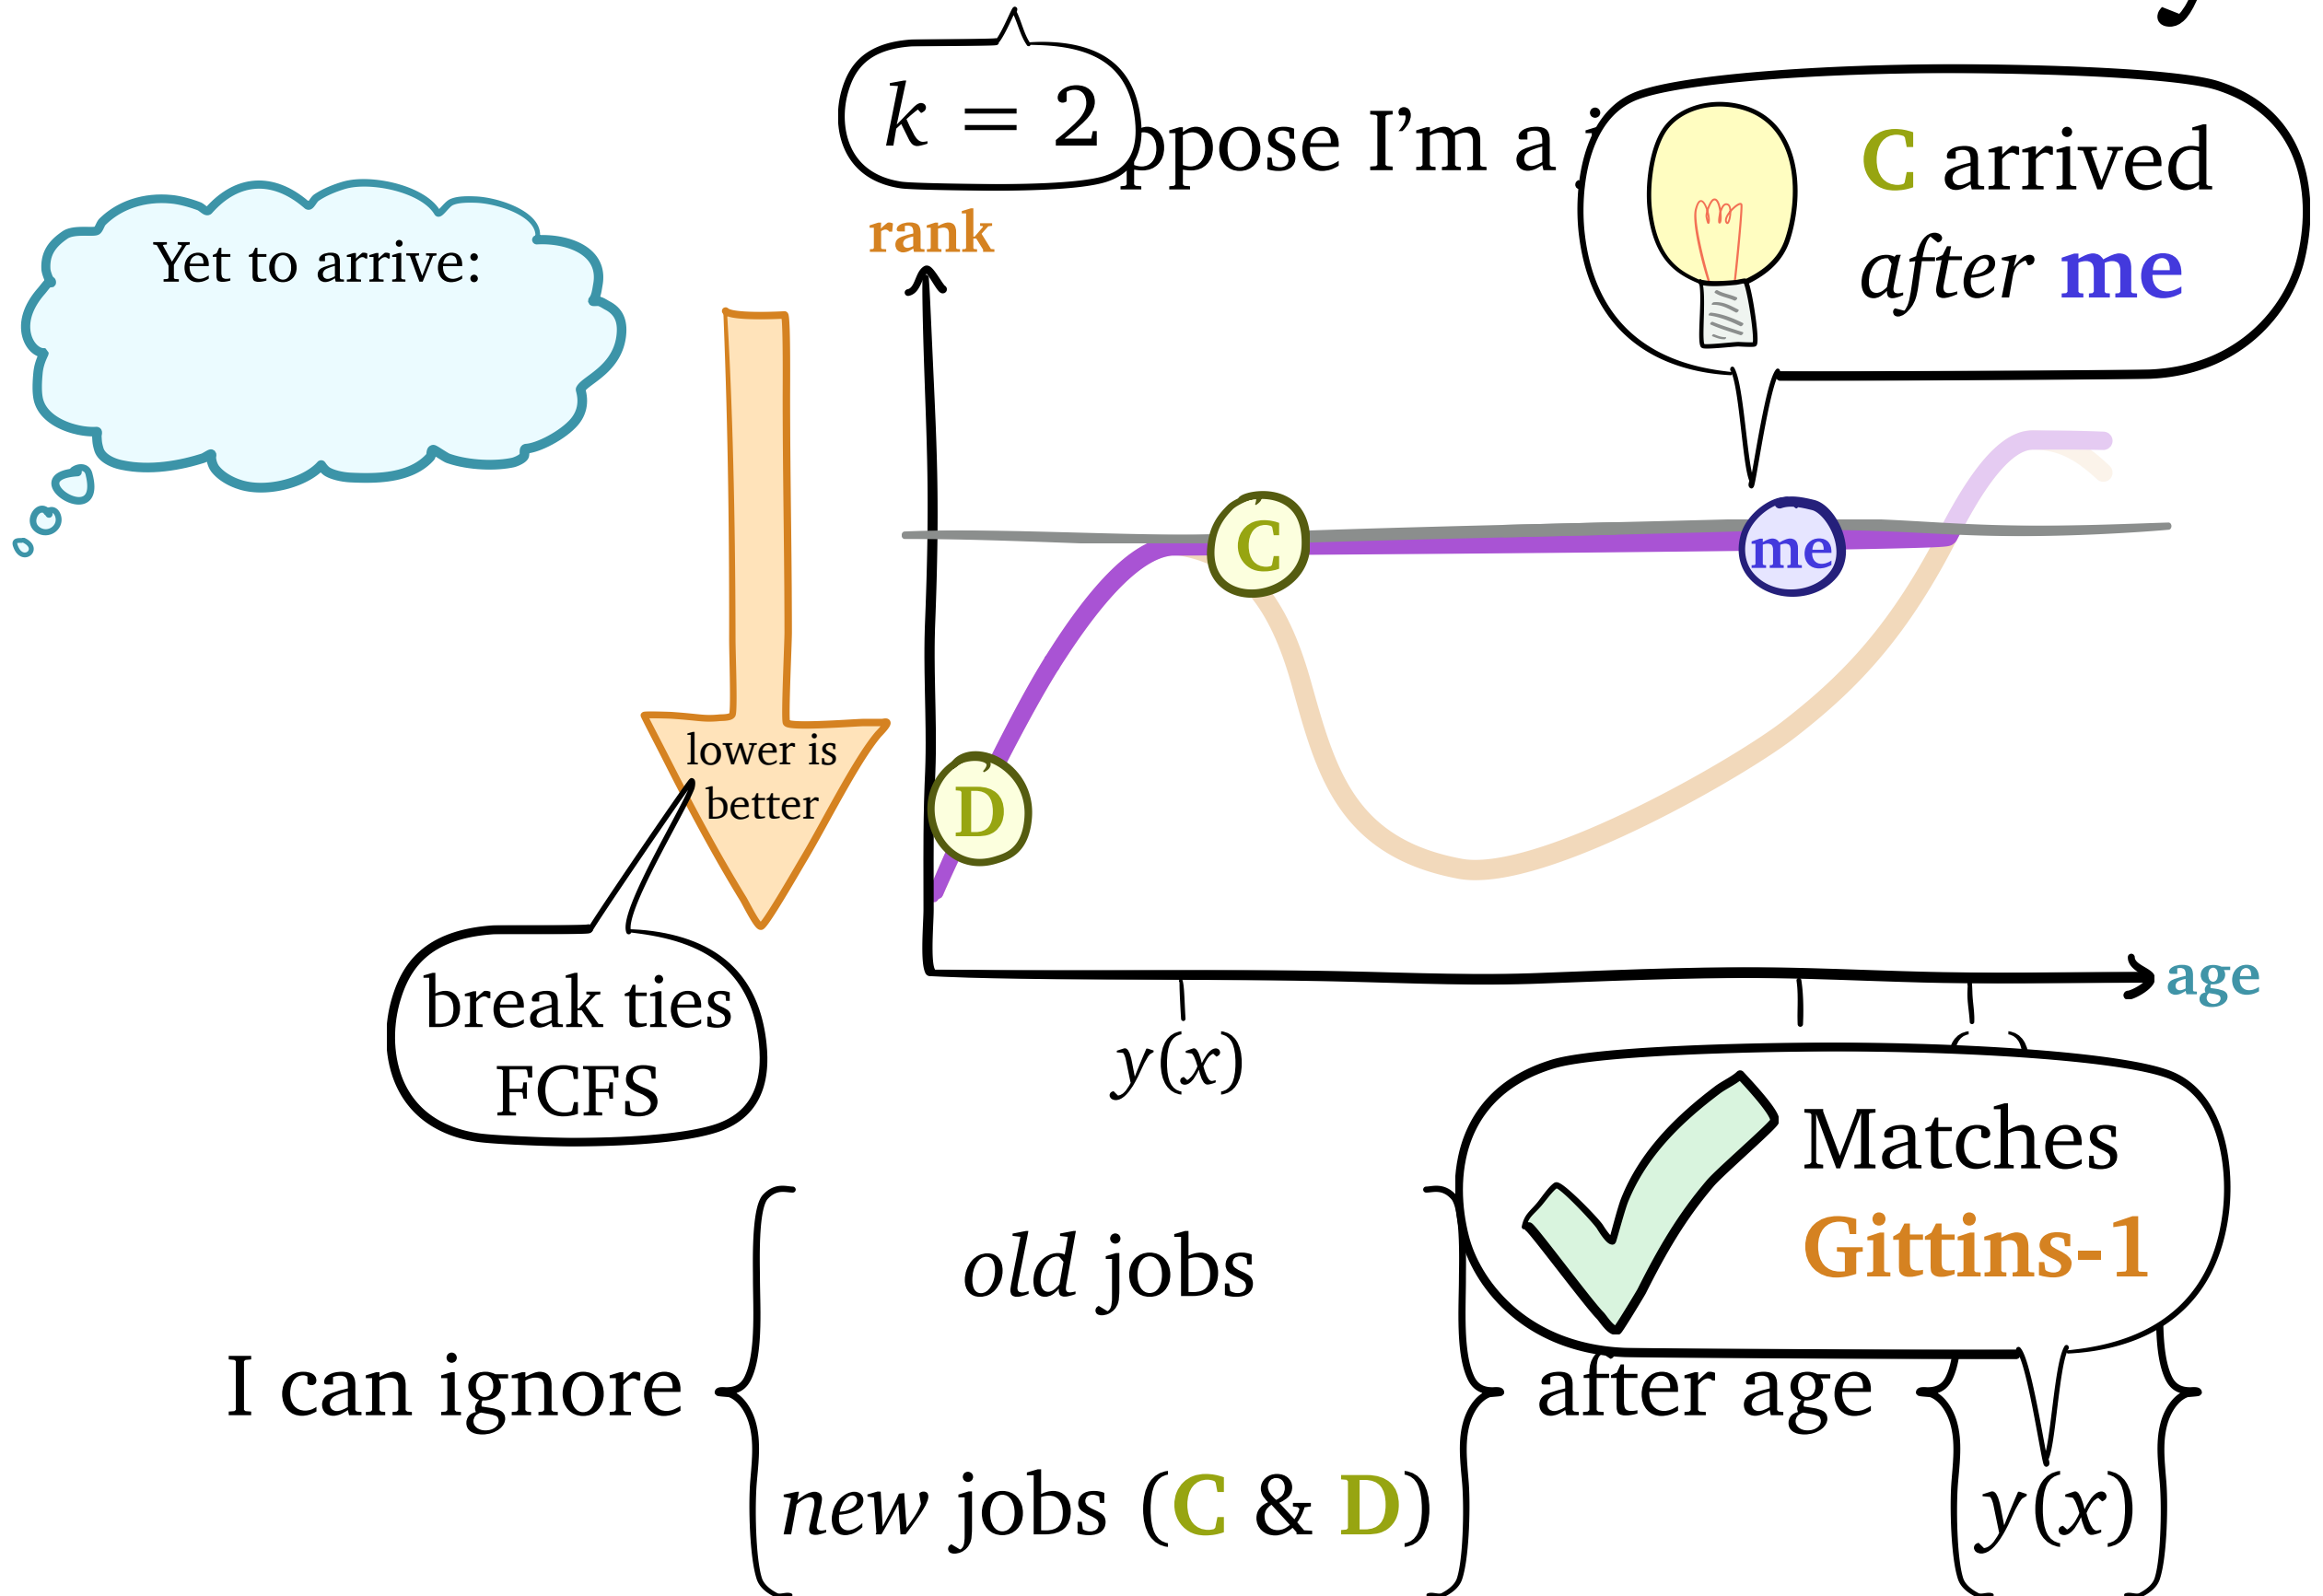 k = 2
ppose I'm a
C arrived
after me
rank
Yet to arrive:
C
me
lower is
better
D
age
break ties
FCFS
y(x)
Matches
Gittins-1
old jobs
I can ignore
after age
new jobs (C & D)
y(x)